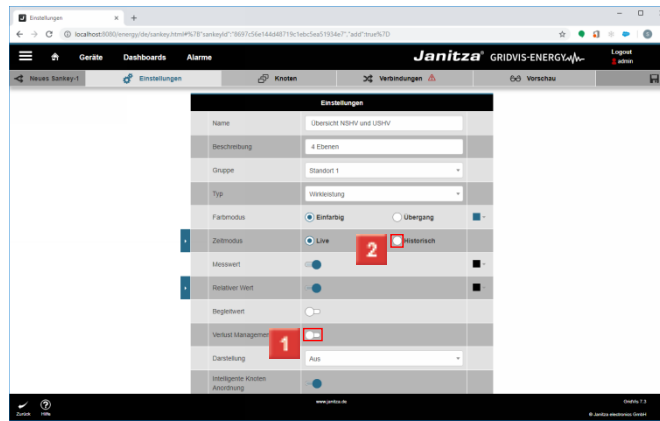 Einstellungen
localhost:8080/energy/de/sankey.html#%7B"sankeyId":"8697c56e144d48719c1ebc5ea51934e7","add":true%7D
Geräte Dashboards Alarme Janitza® GRIDVIS-ENERGY Logout
admin
Neues Sankey-1 Einstellungen Knoten Verbindungen Vorschau
Einstellungen
Name Übersicht NSHV und USHV
Beschreibung 4 Ebenen
Gruppe Standort 1
Typ Wirkleistung
Farbmodus Einfarbig Übergang
Zeitmodus Live 2 Historisch
Messwert
Relativer Wert
Begleitwert
Verlust Management 1
Darstellung Aus
Intelligente Knoten
Anordnung
Zurück Hilfe www.janitza.de GridVis 7.3
© Janitza electronics GmbH